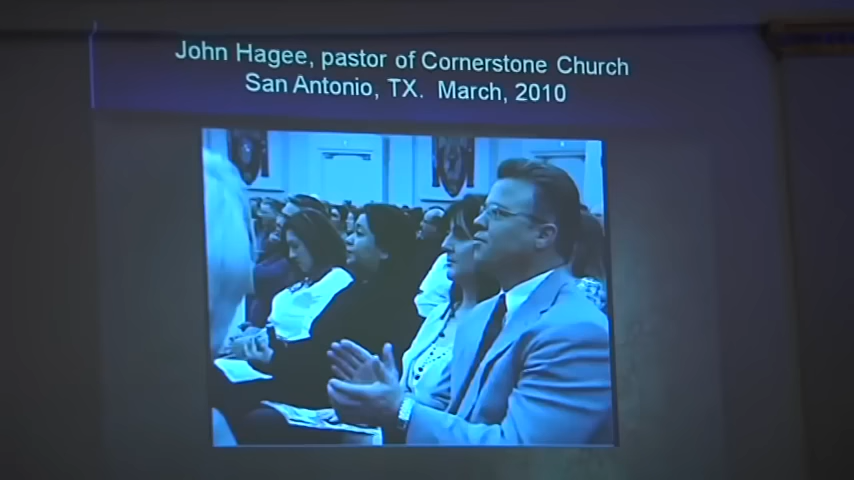 John Hagee, pastor of Cornerstone Church
San Antonio, TX.  March, 2010